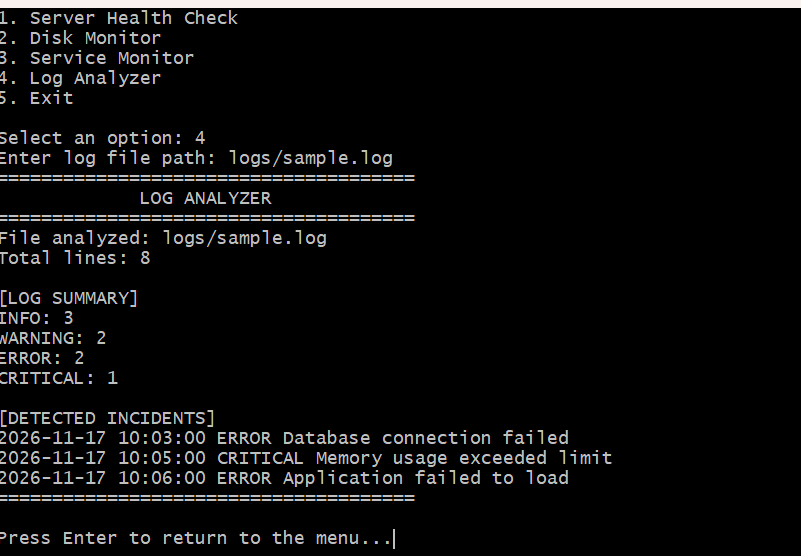 1. Server Health Check
2. Disk Monitor
3. Service Monitor
4. Log Analyzer
5. Exit
Select an option: 4
Enter log file path: logs/sample.log
======================================
LOG ANALYZER
======================================
File analyzed: logs/sample.log
Total lines: 8
[LOG SUMMARY]
INFO: 3
WARNING: 2
ERROR: 2
CRITICAL: 1
[DETECTED INCIDENTS]
2026-11-17 10:03:00 ERROR Database connection failed
2026-11-17 10:05:00 CRITICAL Memory usage exceeded limit
2026-11-17 10:06:00 ERROR Application failed to load
======================================
Press Enter to return to the menu...